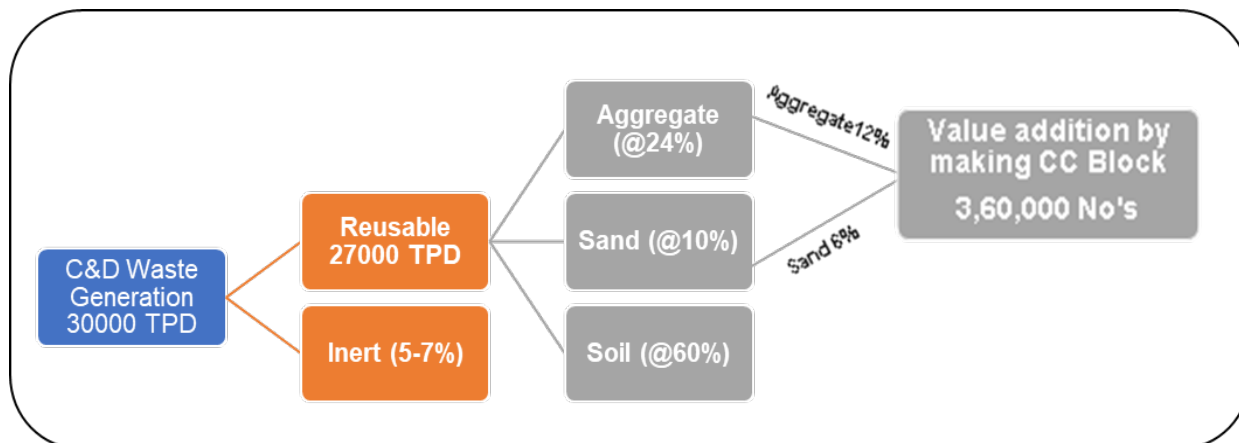 C&D Waste
Generation
30000 TPD
Reusable
27000 TPD
Inert (5-7%)
Aggregate
(@24%)
Sand (@10%)
Soil (@60%)
Aggregate12%
Sand 6%
Value addition by
making CC Block
3,60,000 No's